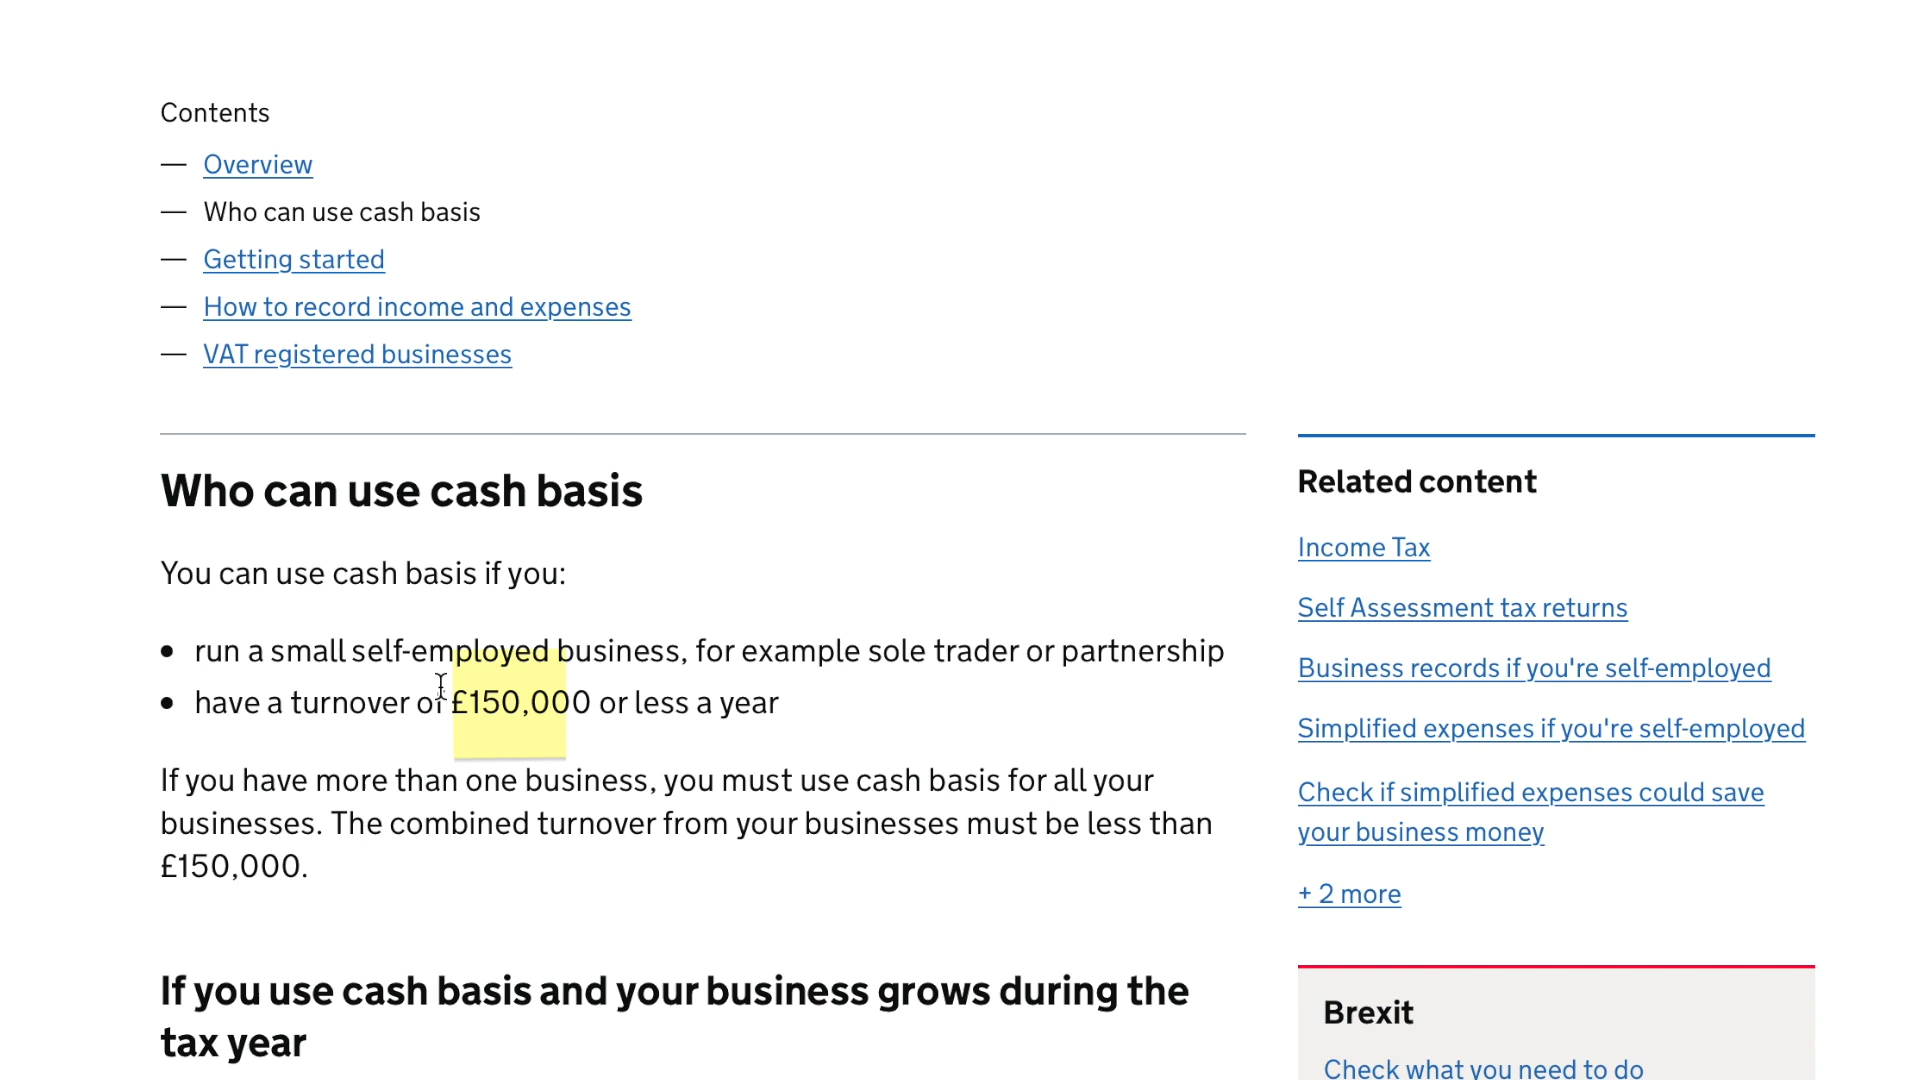 Contents
— Overview
— Who can use cash basis
— Getting started
— How to record income and expenses
— VAT registered businesses
Who can use cash basis
You can use cash basis if you:
• run a small self-employed business, for example sole trader or partnership
• have a turnover of £150,000 or less a year
If you have more than one business, you must use cash basis for all your
businesses. The combined turnover from your businesses must be less than
£150,000.
If you use cash basis and your business grows during the
tax year
Related content
Income Tax
Self Assessment tax returns
Business records if you're self-employed
Simplified expenses if you're self-employed
Check if simplified expenses could save
your business money
+ 2 more
Brexit
Check what you need to do